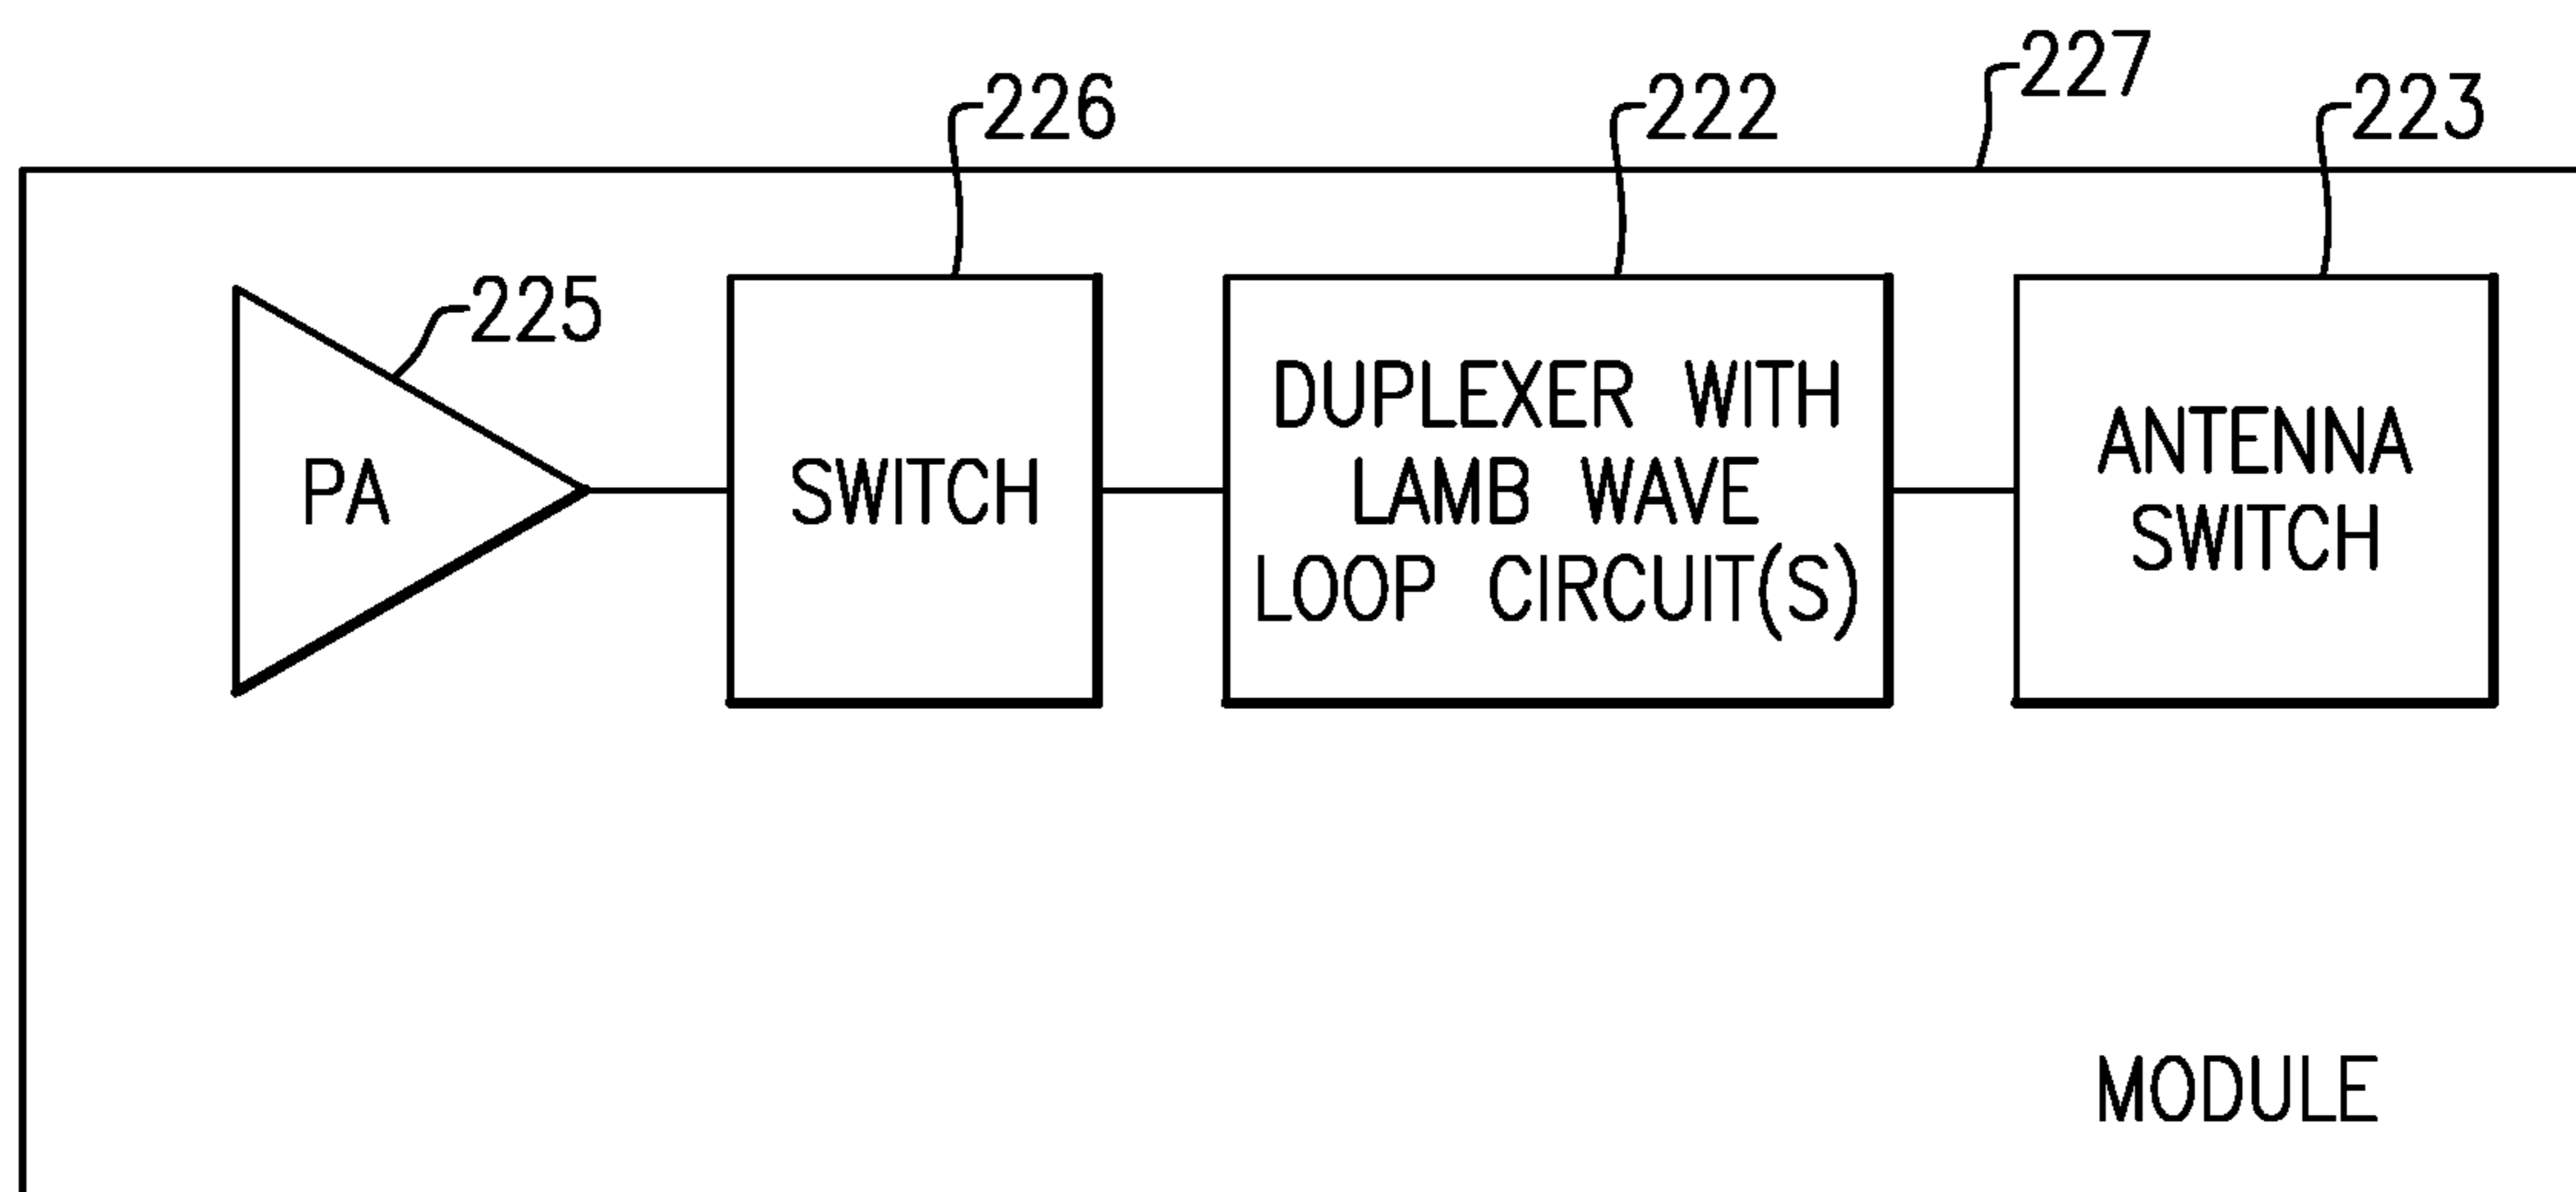 227
226
222
223
225
PA
SWITCH
DUPLEXER WITH
LAMB WAVE
LOOP CIRCUIT(S)
ANTENNA
SWITCH
MODULE